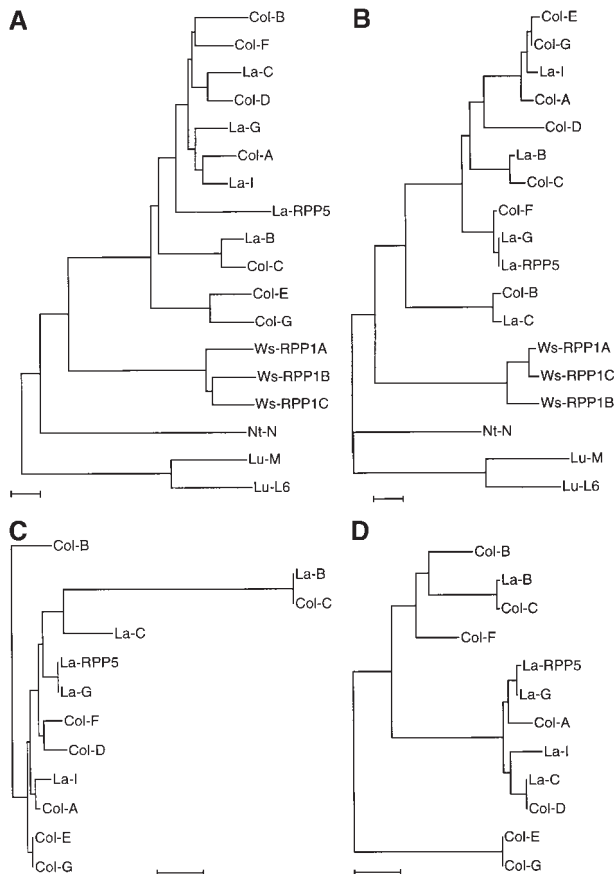 A
Col-B
Col-F
La-C
Col-D
La-G
Col-A
La-I
La-RPP5
La-B
Col-C
Col-E
Col-G
Ws-RPP1A
Ws-RPP1B
Ws-RPP1C
Nt-N
Lu-M
Lu-L6
B
Col-E
Col-G
La-I
Col-A
Col-D
La-B
Col-C
Col-F
La-G
La-RPP5
Col-B
La-C
Ws-RPP1A
Ws-RPP1C
Ws-RPP1B
Nt-N
Lu-M
Lu-L6
C
Col-B
La-B
Col-C
La-C
La-RPP5
La-G
Col-F
Col-D
La-I
Col-A
Col-E
Col-G
D
Col-B
La-B
Col-C
Col-F
La-RPP5
La-G
Col-A
La-I
La-C
Col-D
Col-E
Col-G